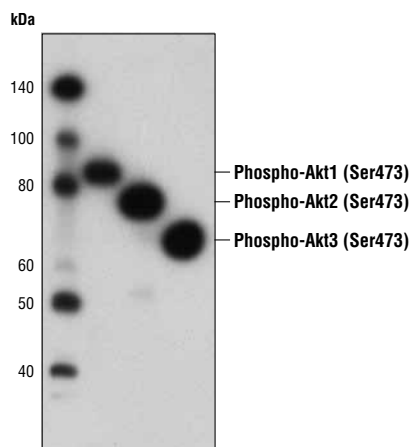 kDa
140
100
80
60
50
40
Phospho-Akt1 (Ser473)
Phospho-Akt2 (Ser473)
Phospho-Akt3 (Ser473)